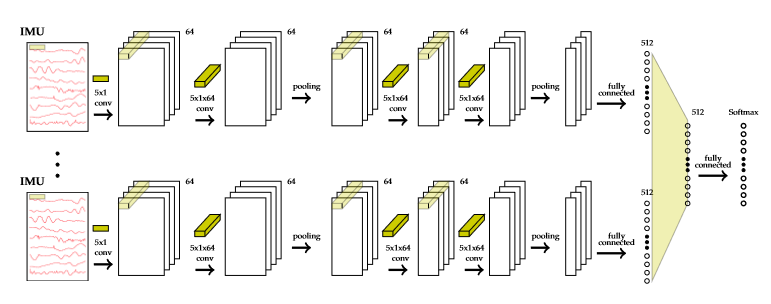 IMU
64
64
64
64
512
5x1
conv
5x1x64
conv
pooling
5x1x64
conv
5x1x64
conv
pooling
fully
connected
512
Softmax
fully
connected
IMU
64
64
64
64
512
5x1
conv
5x1x64
conv
pooling
5x1x64
conv
5x1x64
conv
pooling
fully
connected